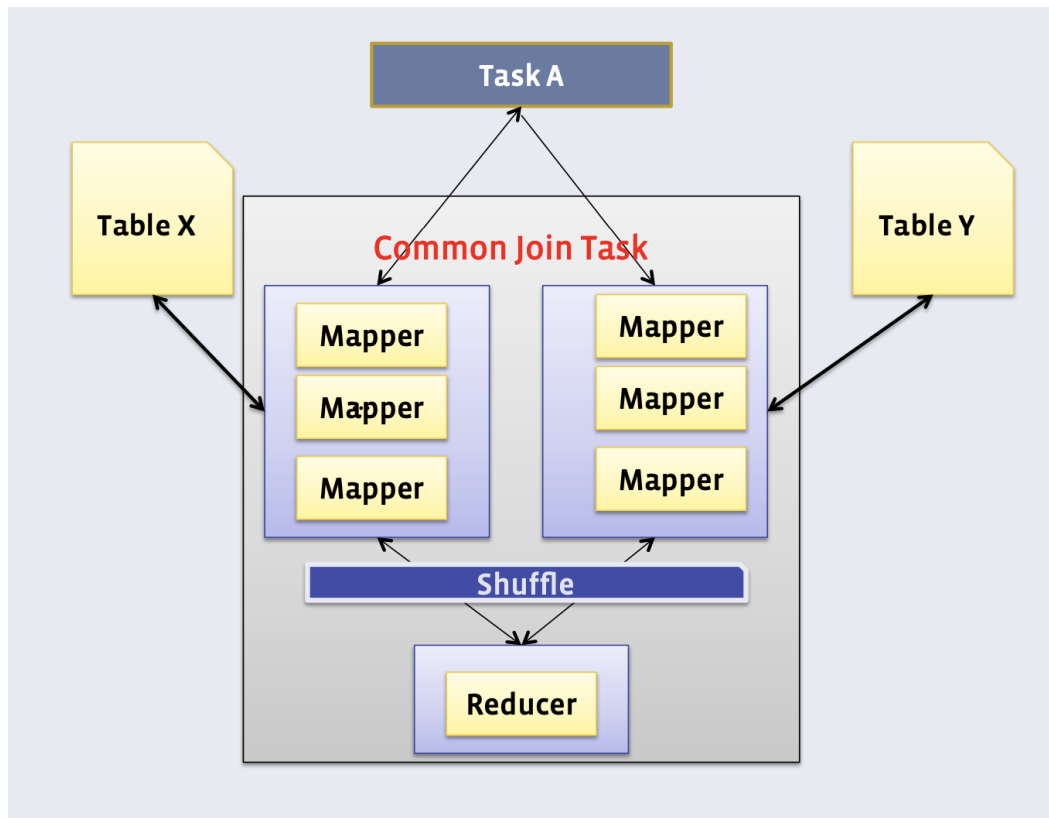 Task A
Table X
Table Y
Common Join Task
Mapper
Mapper
Mapper
Mapper
Mapper
Mapper
Shuffle
Reducer